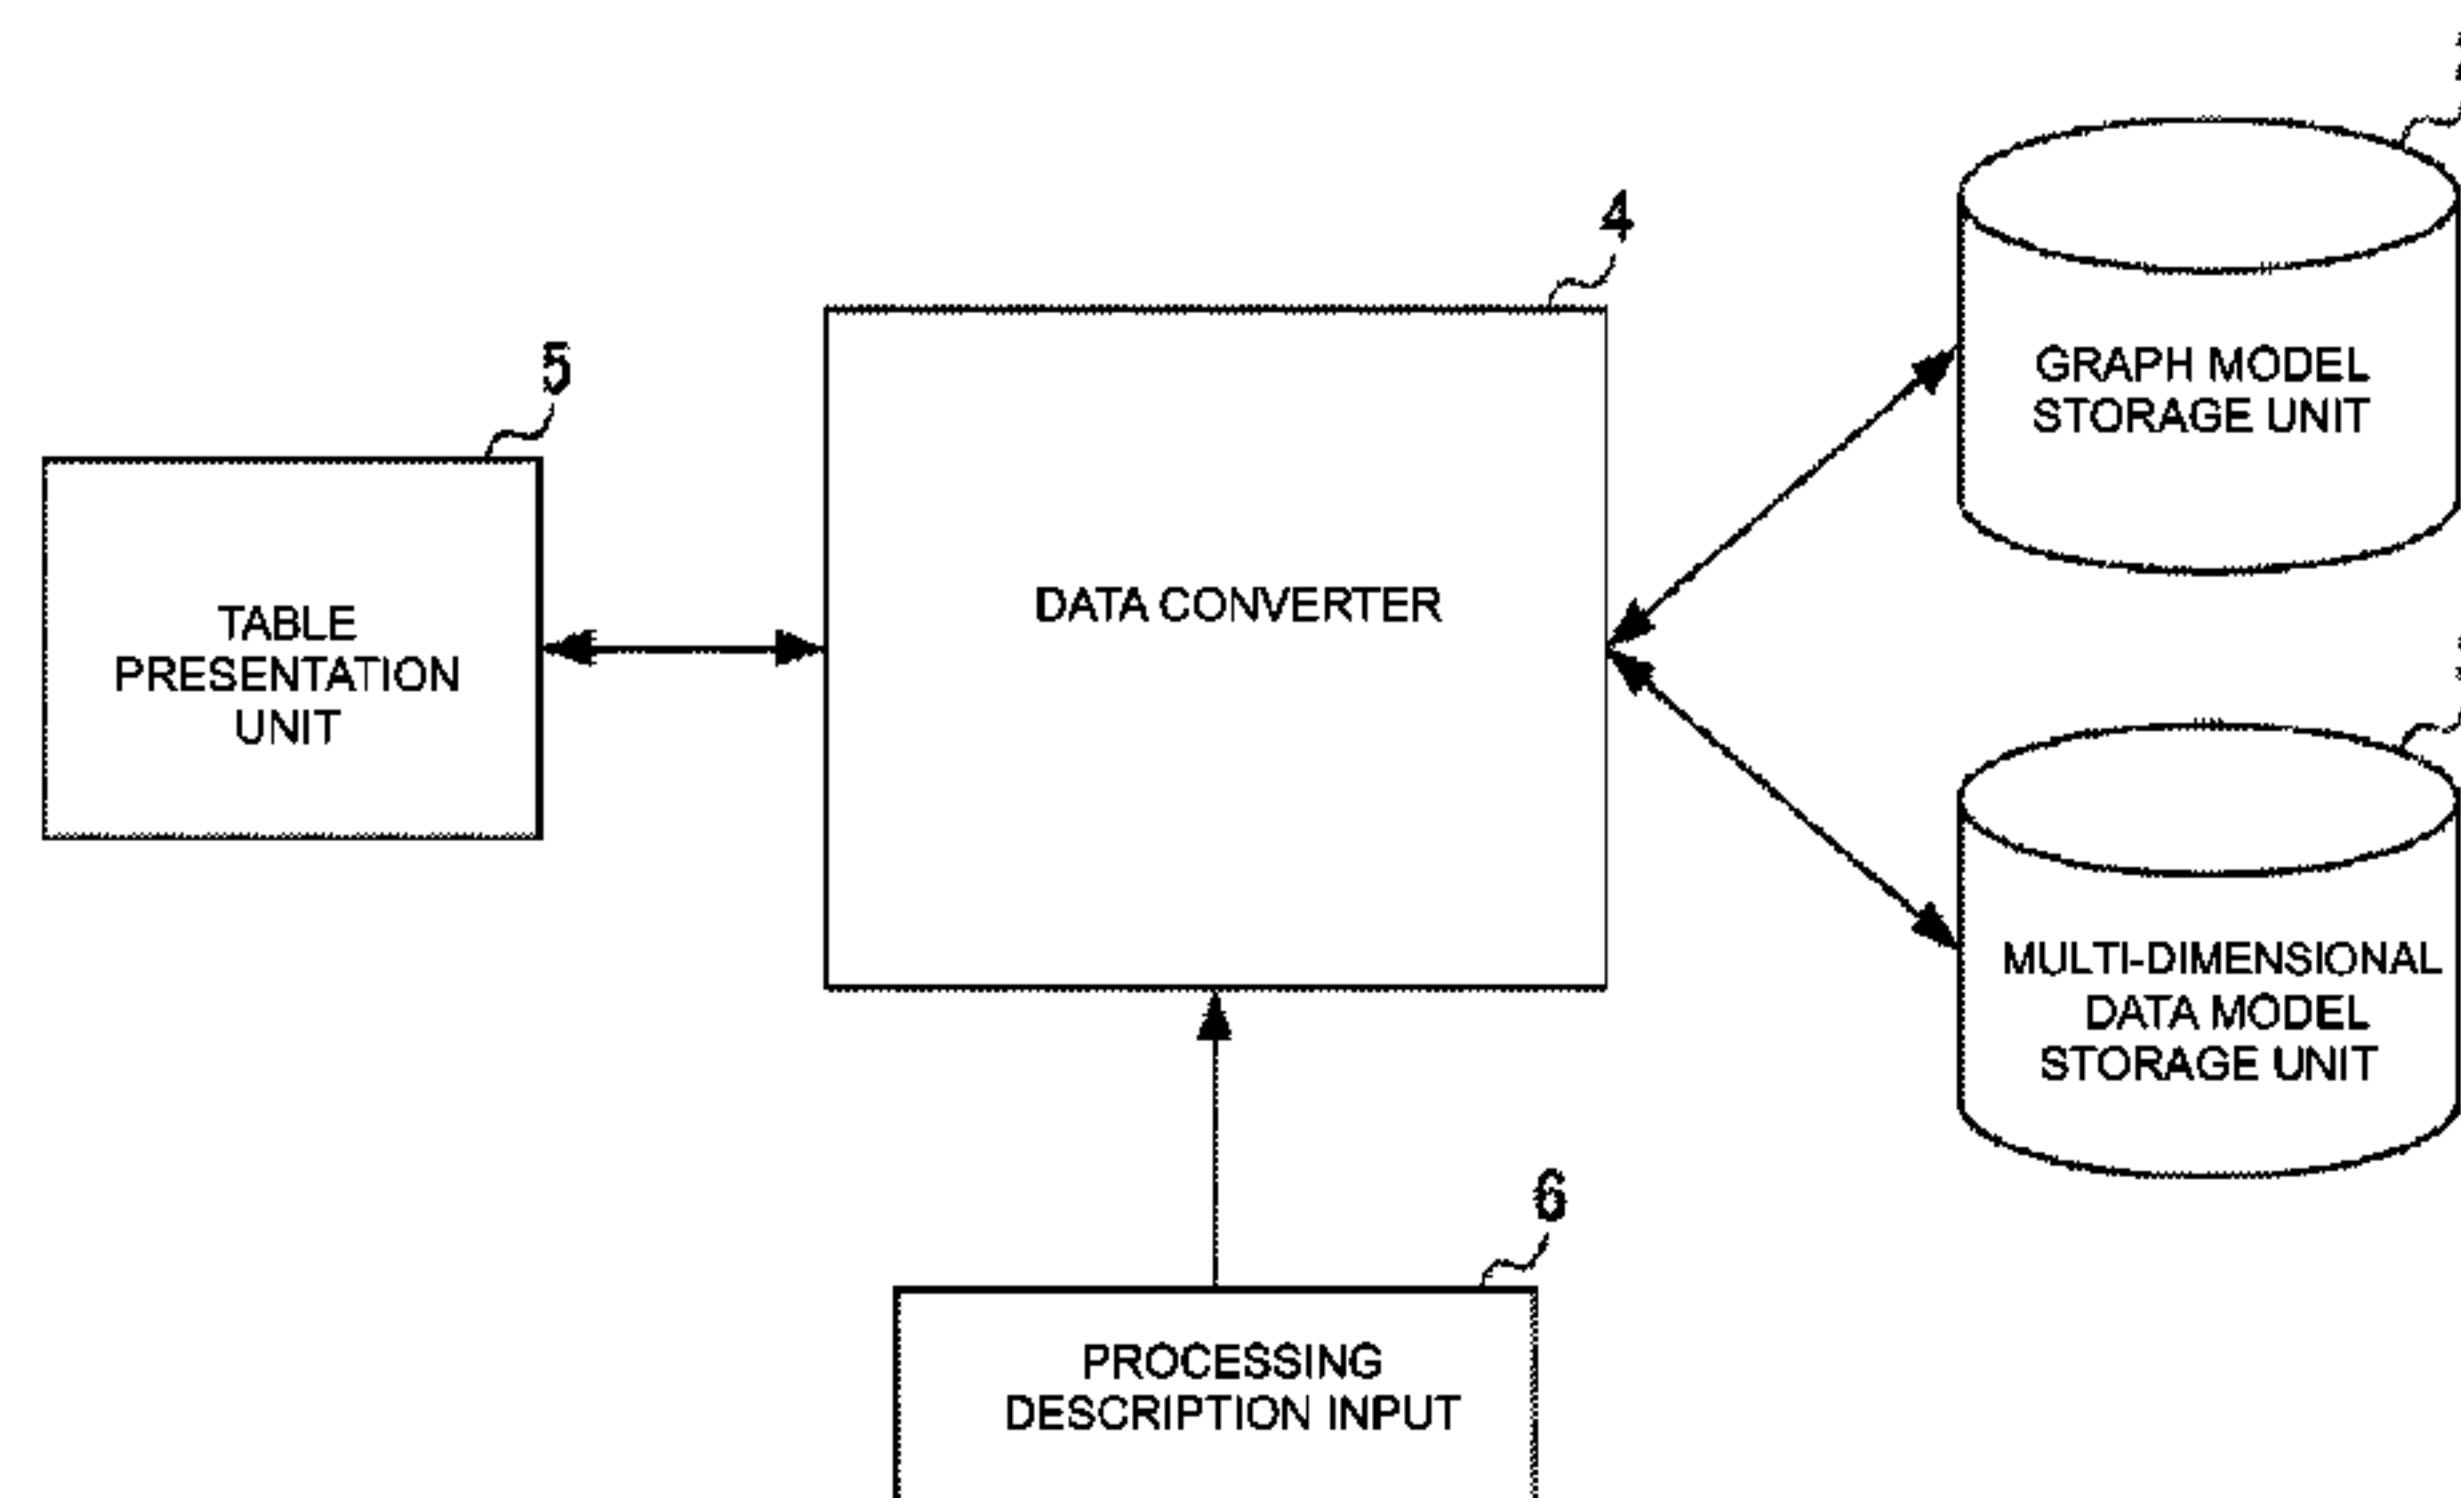 4
5
GRAPH MODEL
STORAGE UNIT
DATA CONVERTER
TABLE
PRESENTATION
UNIT
MULTI-DIMENSIONAL
DATA MODEL
STORAGE UNIT
6
PROCESSING
DESCRIPTION INPUT